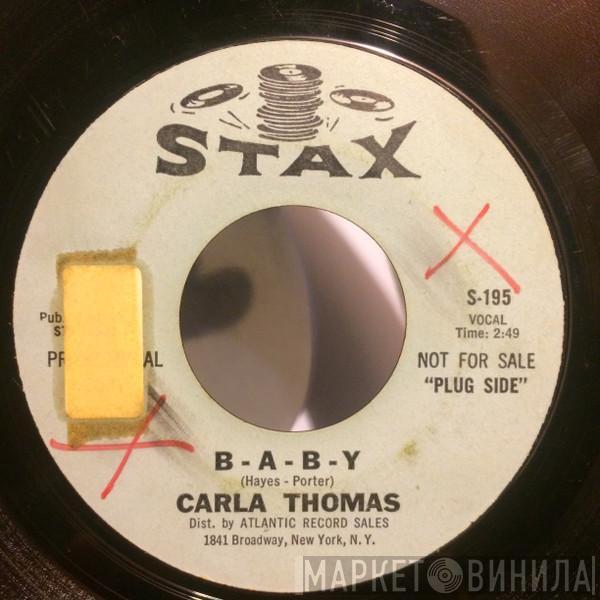 STAX
S-195
VOCAL
Time: 2:49
NOT FOR SALE
"PLUG SIDE"
B-A-B-Y
(Hayes - Porter)
CARLA THOMAS
Dist. by ATLANTIC RECORD SALES
1841 Broadway, New York, N. Y.
МАРКЕТ ВИНИЛА